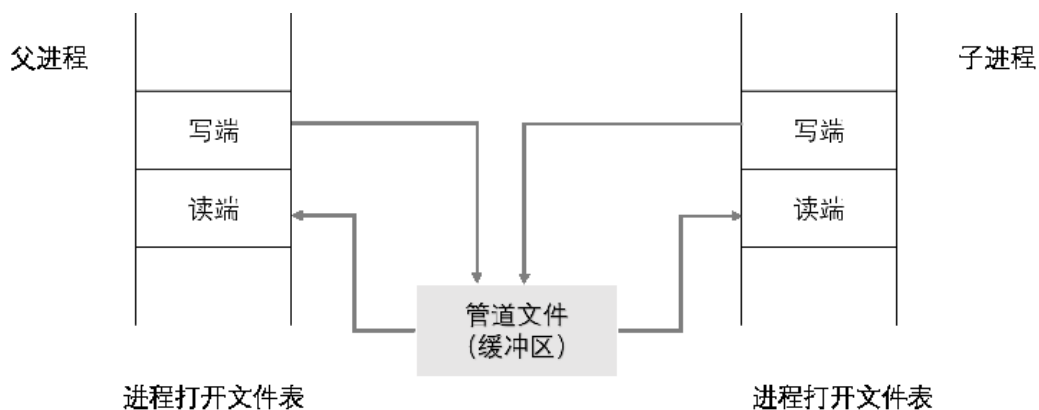 父进程
子进程
写端
写端
读端
读端
管道文件
（缓冲区）
进程打开文件表
进程打开文件表